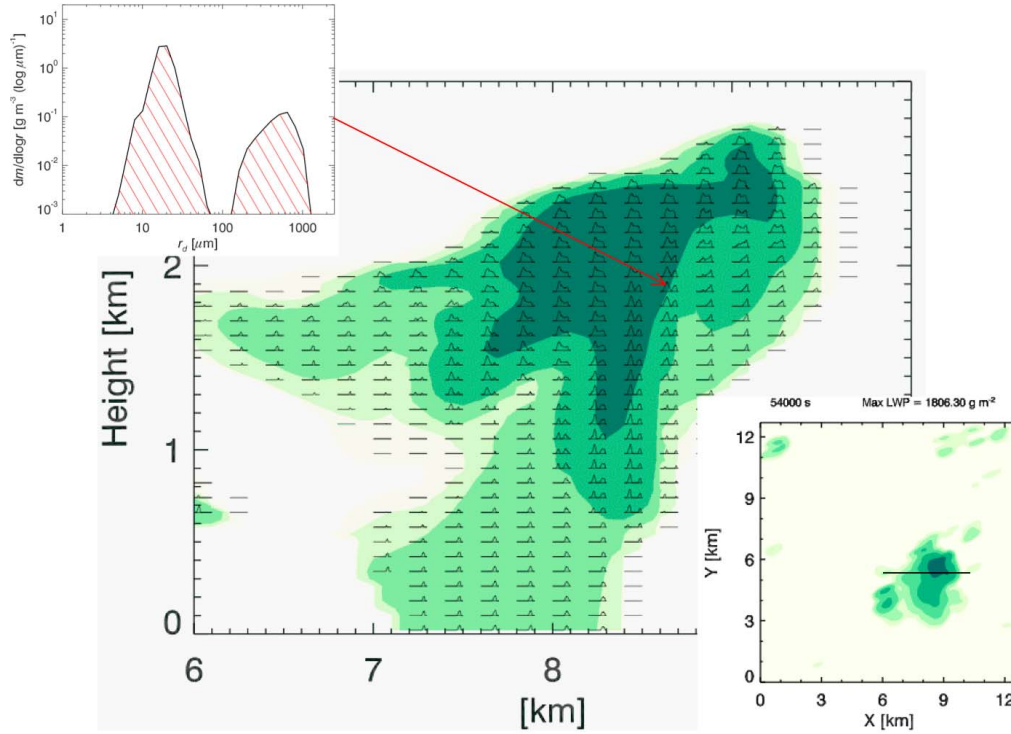 10¹
10⁰
10⁻¹
10⁻²
10⁻³
dm/dlogr [g m⁻³ (log μm)⁻¹]
1 10 100 1000
r_d [μm]
2
1
0
Height [km]
6 7 8
[km]
54000 s Max LWP = 1806.30 g m⁻²
12
9
6
3
0
Y [km]
0 3 6 9 12
X [km]